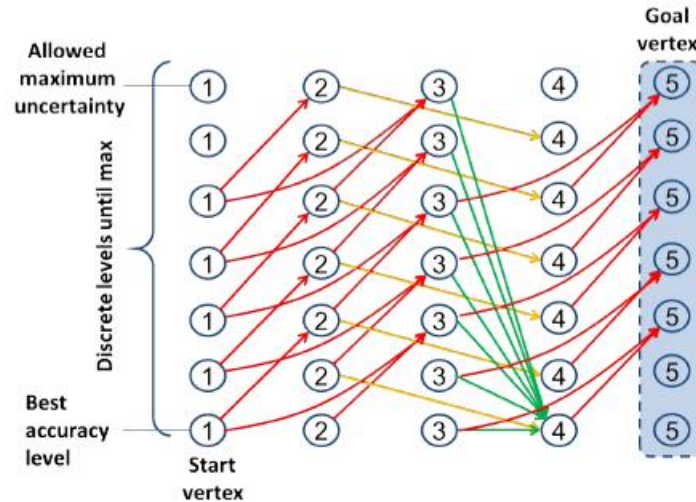 Goal
vertex
Allowed
maximum
uncertainty
1 2 3 4 5
1 2 3 4 5
1 2 3 4 5
1 2 3 4 5
1 2 3 4 5
1 2 3 4 5
1 2 3 4 5
Discrete levels until max
Best
accuracy
level
Start
vertex